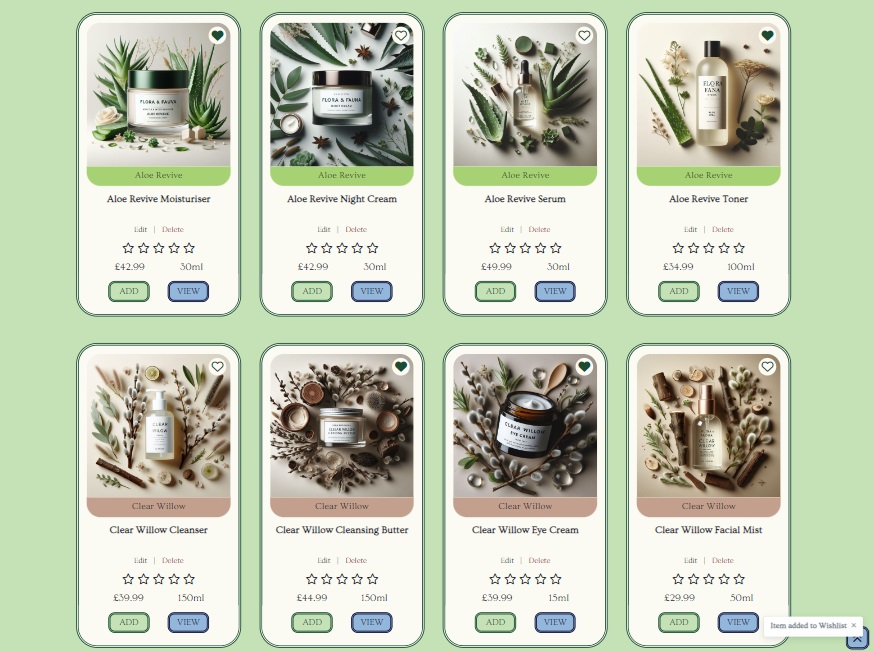 FLORA & FAUNA
ALOE REVIVE
FLORA & FAUNA
NIGHT CREAM
FLORA
FANA
Aloe Revive
Aloe Revive
Aloe Revive
Aloe Revive
Aloe Revive Moisturiser
Aloe Revive Night Cream
Aloe Revive Serum
Aloe Revive Toner
Edit | Delete
Edit | Delete
Edit | Delete
Edit | Delete
£42.99 30ml
£42.99 30ml
£49.99 30ml
£34.99 100ml
ADD VIEW
ADD VIEW
ADD VIEW
ADD VIEW
CLEAR
CLEAR WILLOW
CLEAR WILLOW
EYE CREAM
CLEAR
WILLOW
Clear Willow
Clear Willow
Clear Willow
Clear Willow
Clear Willow Cleanser
Clear Willow Cleansing Butter
Clear Willow Eye Cream
Clear Willow Facial Mist
Edit | Delete
Edit | Delete
Edit | Delete
Edit | Delete
£39.99 150ml
£44.99 150ml
£39.99 15ml
£29.99 50ml
ADD VIEW
ADD VIEW
ADD VIEW
ADD VIEW
Item added to Wishlist ×